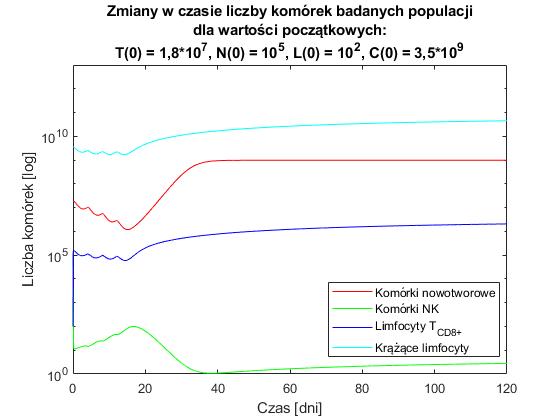 Zmiany w czasie liczby komórek badanych populacji
dla wartości początkowych:
T(0) = 1,8*10^7, N(0) = 10^5, L(0) = 10^2, C(0) = 3,5*10^9
Liczba komórek [log]
10^10
10^5
10^0
Komórki nowotworowe
Komórki NK
Limfocyty T_CD8+
Krążące limfocyty
0 20 40 60 80 100 120
Czas [dni]